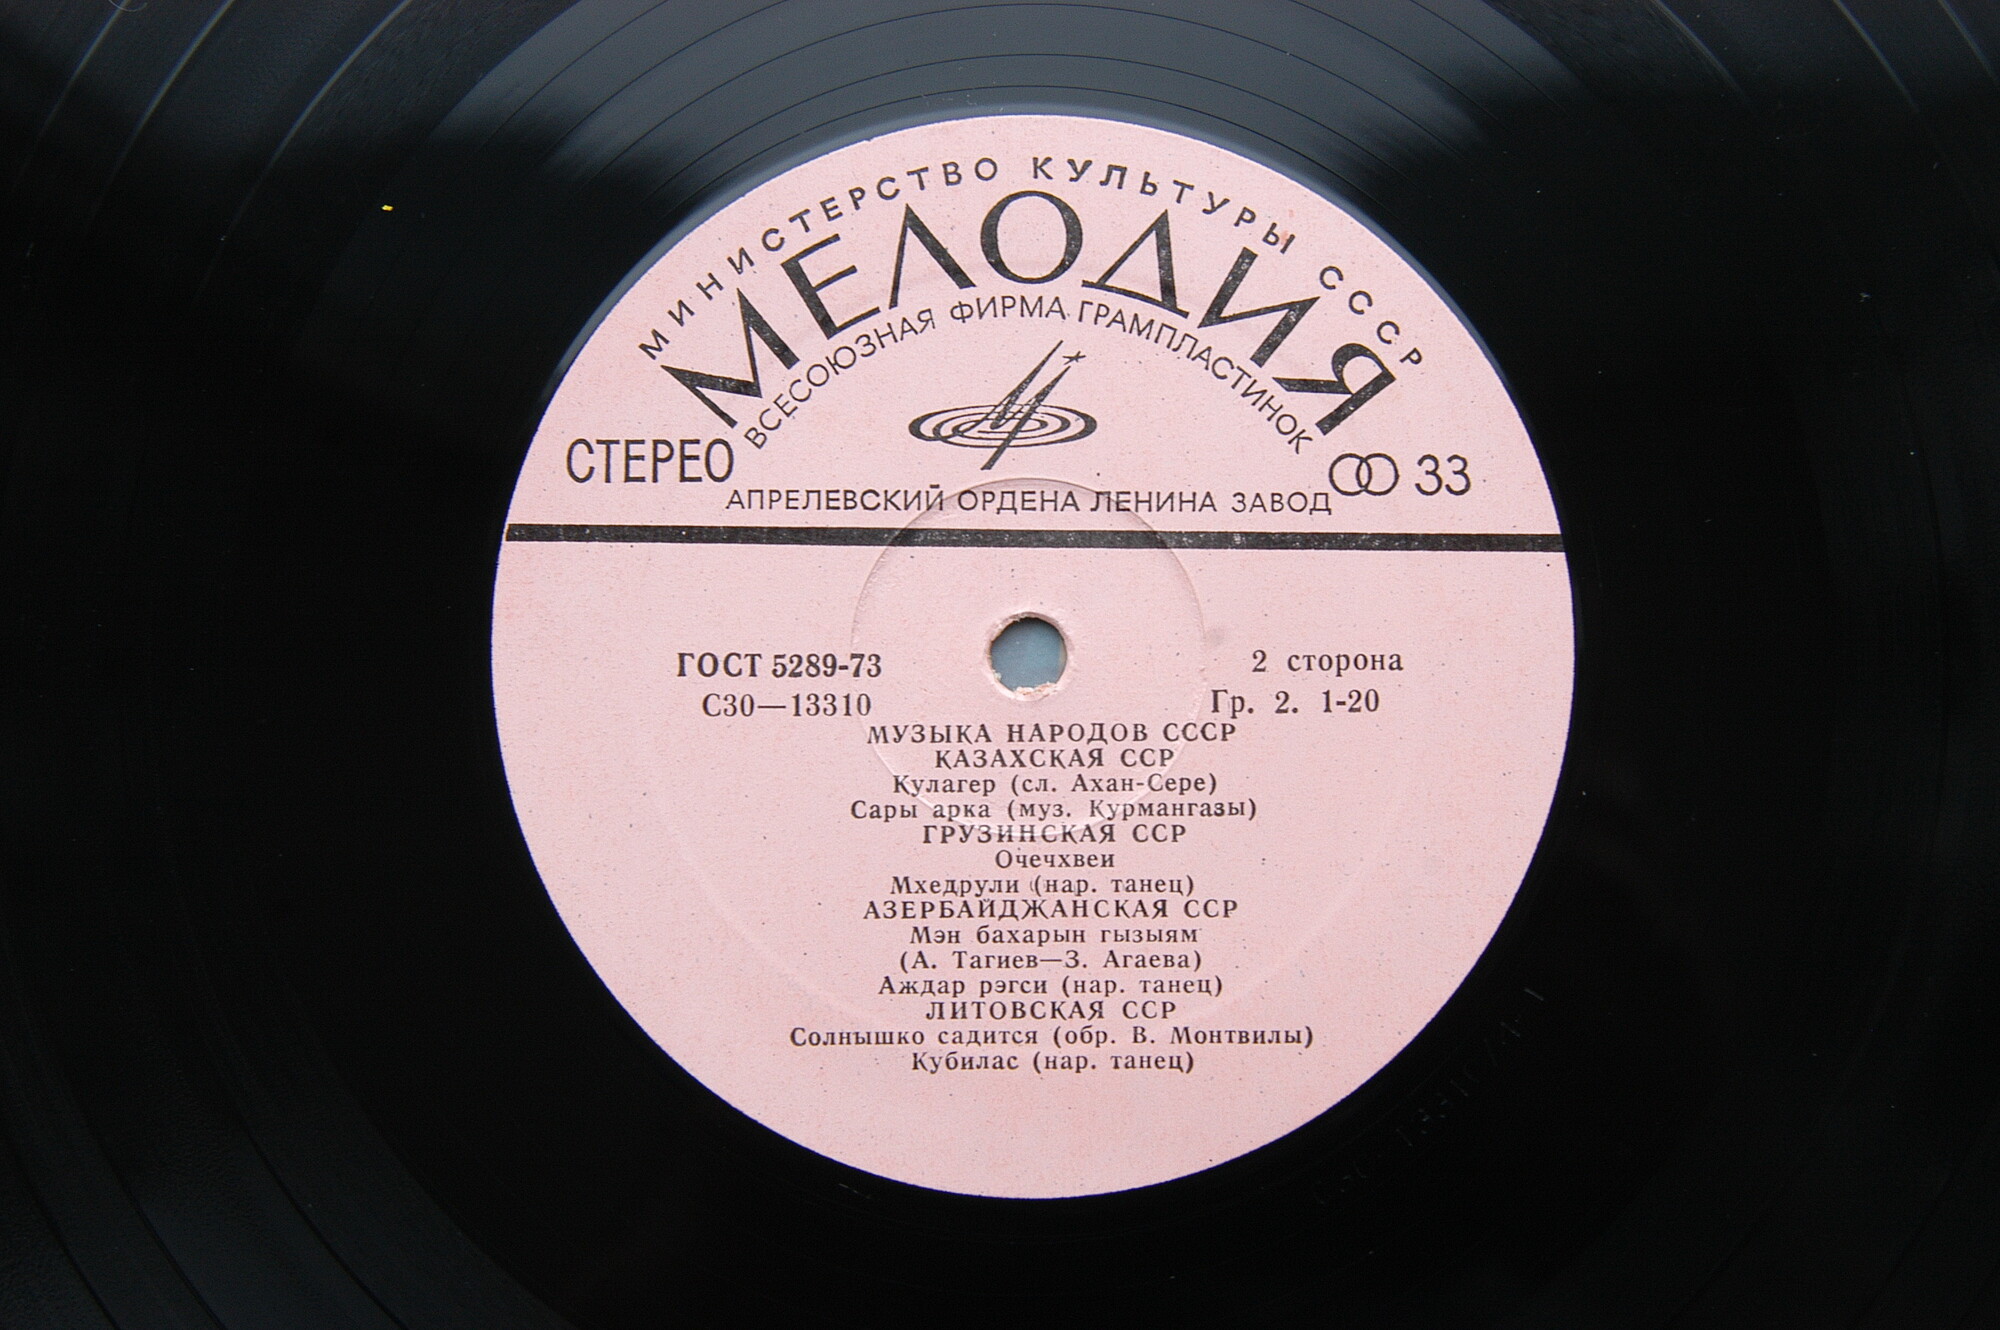 МИНИСТЕРСТВО КУЛЬТУРЫ СССР
МЕЛОДИЯ
ВСЕСОЮЗНАЯ ФИРМА ГРАМПЛАСТИНОК
СТЕРЕО
33
АПРЕЛЕВСКИЙ ОРДЕНА ЛЕНИНА ЗАВОД
ГОСТ 5289-73
2 сторона
С30—13310
Гр. 2. 1-20
МУЗЫКА НАРОДОВ СССР
КАЗАХСКАЯ ССР
Кулагер (сл. Ахан-Сере)
Сары арка (муз. Курмангазы)
ГРУЗИНСКАЯ ССР
Очечхвеи
Мхедрули (нар. танец)
АЗЕРБАЙДЖАНСКАЯ ССР
Мэн бахарын гызыям
(А. Тагиев—З. Агаева)
Аждар рэгси (нар. танец)
ЛИТОВСКАЯ ССР
Солнышко садится (обр. В. Монтвилы)
Кубилас (нар. танец)